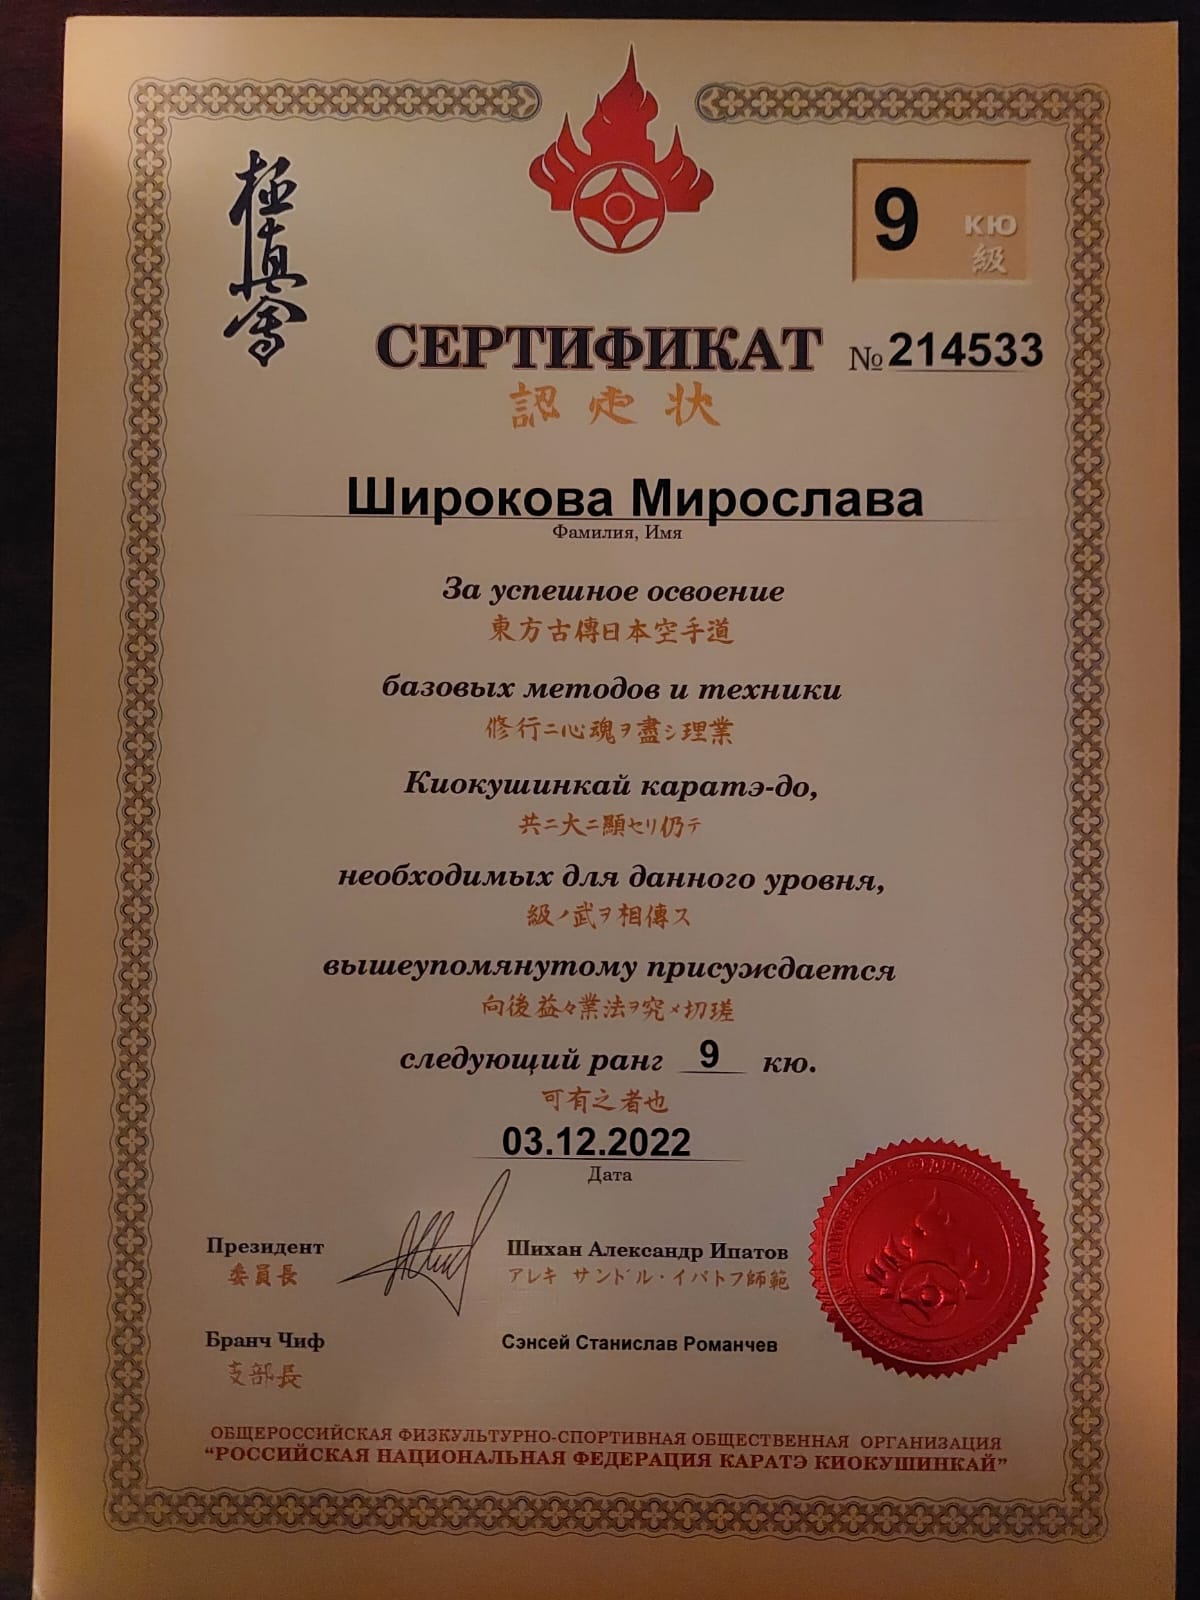 極真會
9 кю
級
СЕРТИФИКАТ №214533
認定状
Широкова Мирослава
Фамилия, Имя
За успешное освоение
東方古傳日本空手道
базовых методов и техники
修行ニ心魂ヲ盡シ理業
Киокушинкай каратэ-до,
共ニ大ニ顯セリ仍テ
необходимых для данного уровня,
級ノ武ヲ相傳ス
вышеупомянутому присуждается
向後益々業法ヲ究メ切瑳
следующий ранг 9 кю.
可有之者也
03.12.2022
Дата
Президент Шихан Александр Ипатов
委員長 アレキサンドル・イパトフ師範
Бранч Чиф Сэнсей Станислав Романчев
支部長
ОБЩЕРОССИЙСКАЯ ФИЗКУЛЬТУРНО-СПОРТИВНАЯ ОБЩЕСТВЕННАЯ ОРГАНИЗАЦИЯ
“РОССИЙСКАЯ НАЦИОНАЛЬНАЯ ФЕДЕРАЦИЯ КАРАТЭ КИОКУШИНКАЙ”